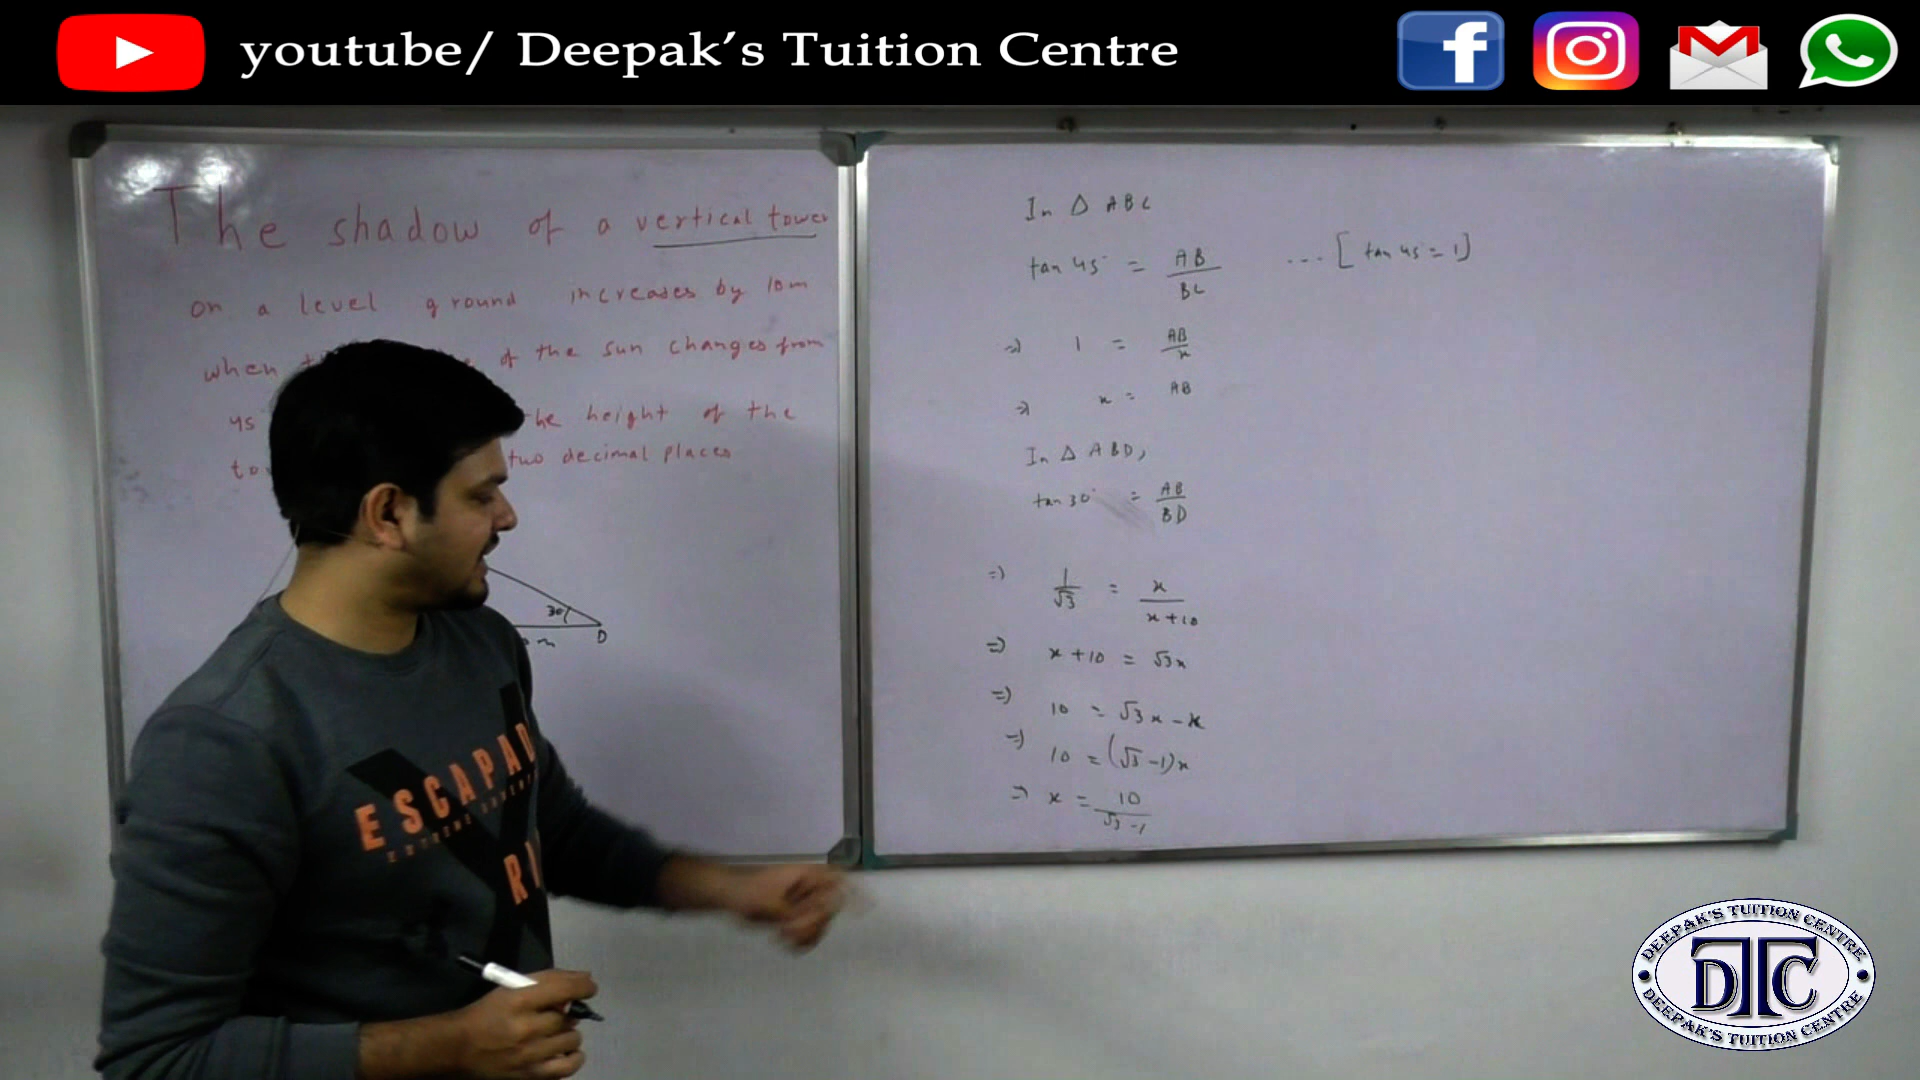 youtube/ Deepak’s Tuition Centre
The shadow of a vertical tower
on a level ground increases by 10m
when of the sun changes from
45 the height of the
two decimal places
30°
m D
In △ ABC
tan 45° = AB/BC ... [tan 45 = 1]
=> 1 = AB/x
=> x = AB
In △ ABD,
tan 30° = AB/BD
=> 1/√3 = x/x+10
=> x + 10 = √3x
=> 10 = √3x - x
=> 10 = (√3 - 1)x
=> x = 10/√3 - 1
ESCAPAD
RI
DEEPAK'S TUITION CENTRE
DTC
DEEPAK'S TUITION CENTRE